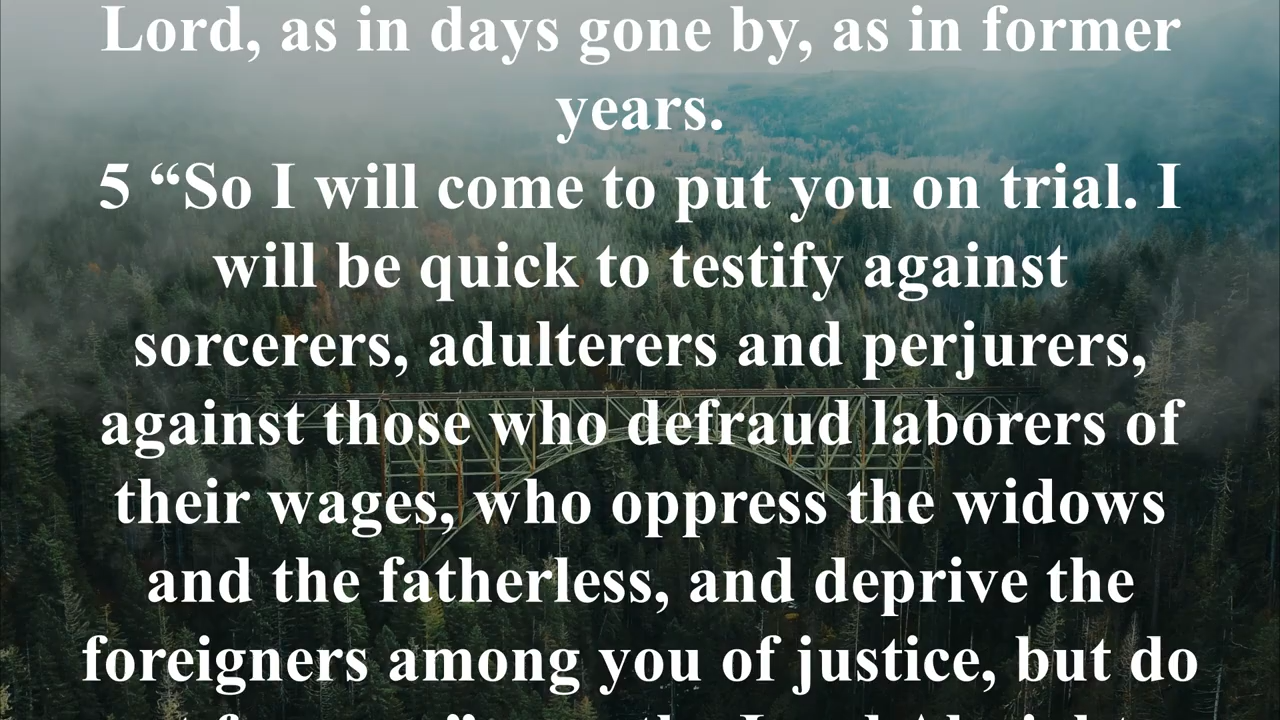 Lord, as in days gone by, as in former
years.
5 “So I will come to put you on trial. I
will be quick to testify against
sorcerers, adulterers and perjurers,
against those who defraud laborers of
their wages, who oppress the widows
and the fatherless, and deprive the
foreigners among you of justice, but do